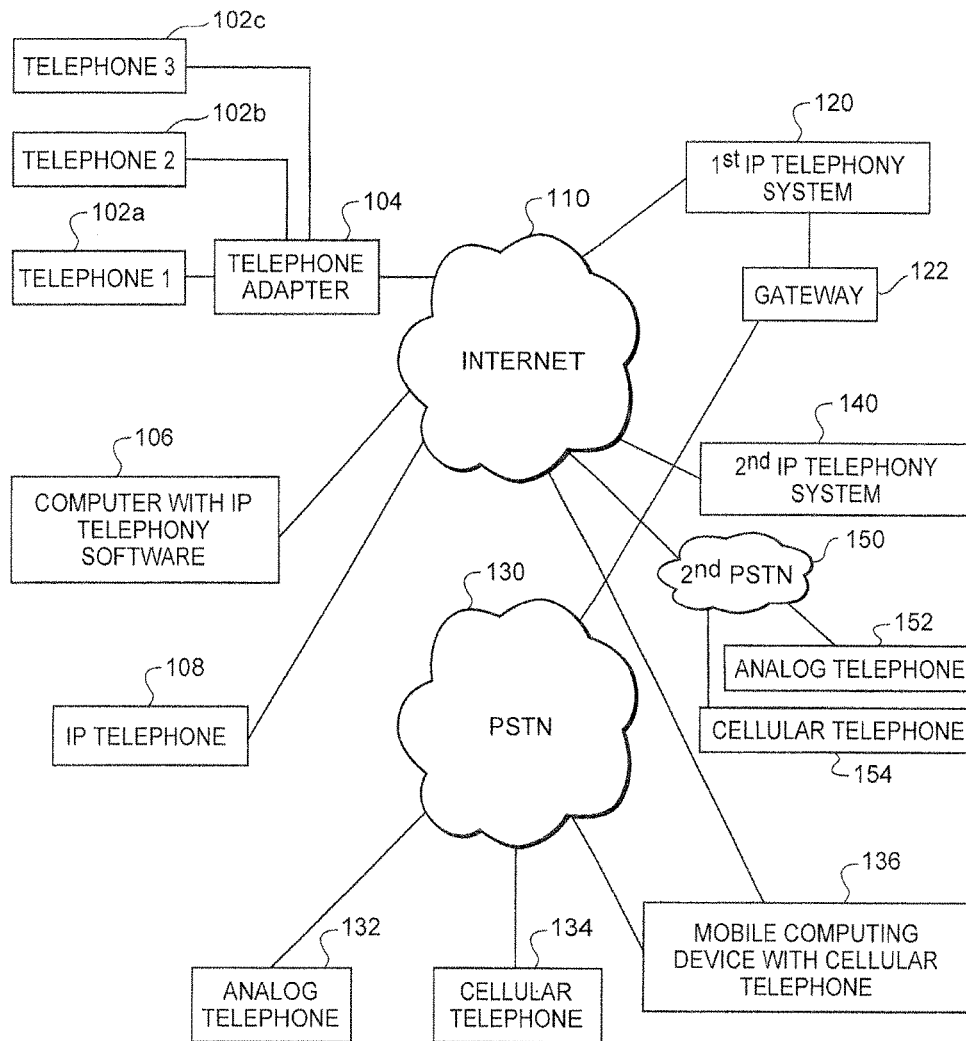 102c
TELEPHONE 3
102b
TELEPHONE 2
102a
TELEPHONE 1
104
TELEPHONE
ADAPTER
110
INTERNET
120
1st IP TELEPHONY
SYSTEM
GATEWAY
122
140
2nd IP TELEPHONY
SYSTEM
106
COMPUTER WITH IP
TELEPHONY
SOFTWARE
150
2nd PSTN
152
ANALOG TELEPHONE
CELLULAR TELEPHONE
154
108
IP TELEPHONE
130
PSTN
132
ANALOG
TELEPHONE
134
CELLULAR
TELEPHONE
136
MOBILE COMPUTING
DEVICE WITH CELLULAR
TELEPHONE